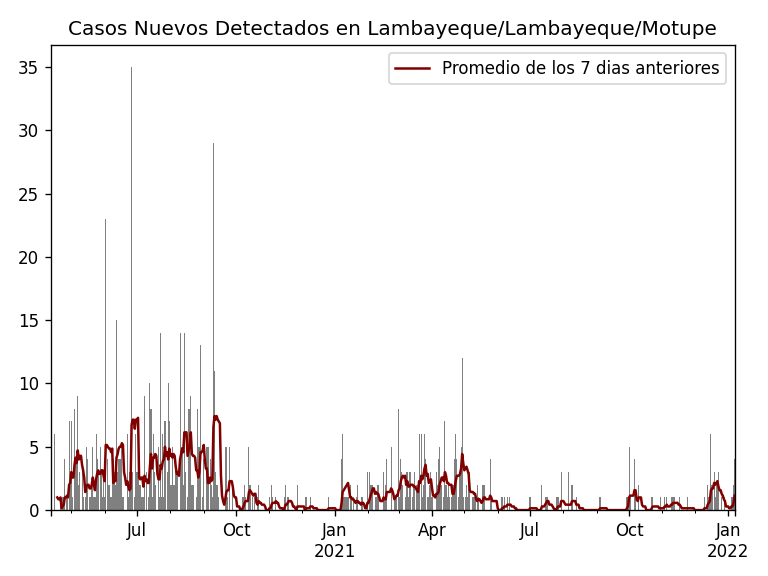 Casos Nuevos Detectados en Lambayeque/Lambayeque/Motupe
Promedio de los 7 dias anteriores
35
30
25
20
15
10
5
0
Jul
Oct
Jan
2021
Apr
Jul
Oct
Jan
2022